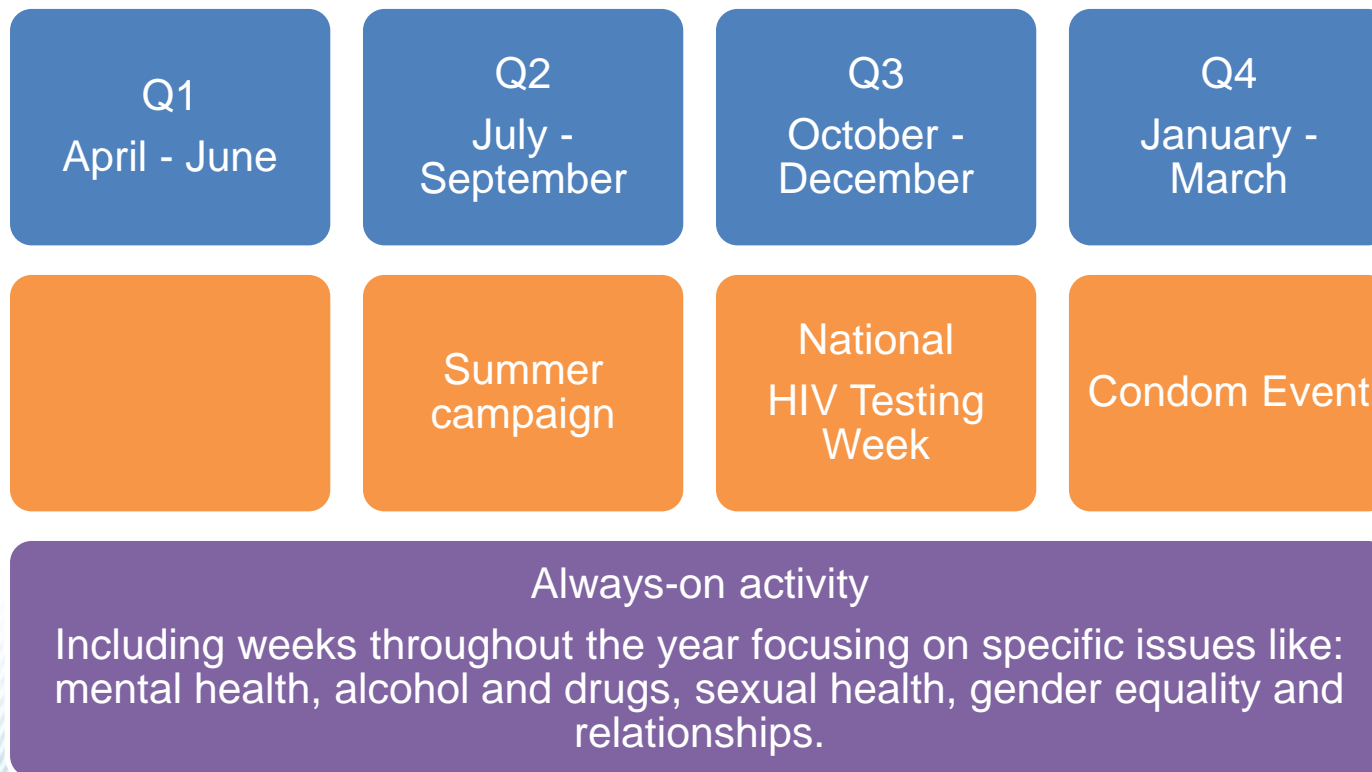 Q1
April - June
Q2
July -
September
Q3
October -
December
Q4
January -
March
Summer
campaign
National
HIV Testing
Week
Condom Event
Always-on activity
Including weeks throughout the year focusing on specific issues like:
mental health, alcohol and drugs, sexual health, gender equality and
relationships.